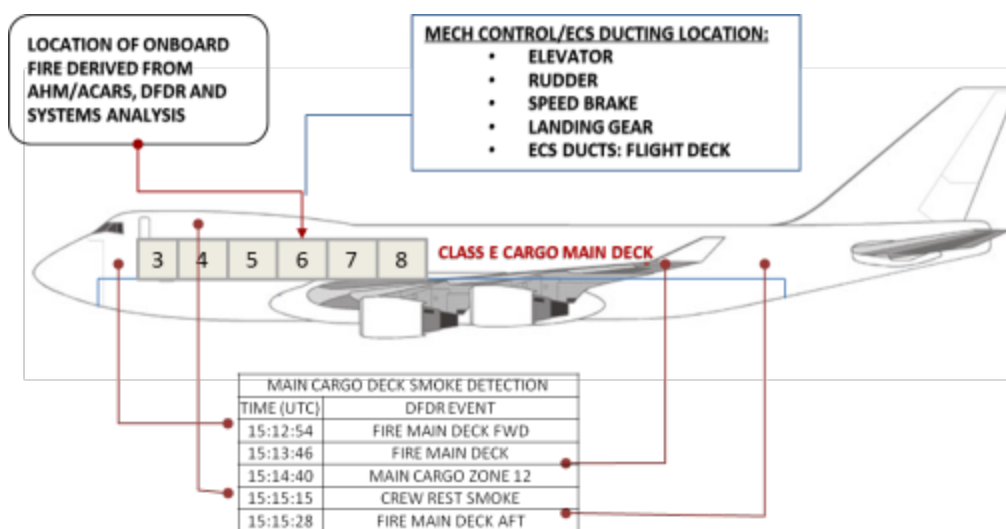 LOCATION OF ONBOARD
FIRE DERIVED FROM
AHM/ACARS, DFDR AND
SYSTEMS ANALYSIS
MECH CONTROL/ECS DUCTING LOCATION:
• ELEVATOR
• RUDDER
• SPEED BRAKE
• LANDING GEAR
• ECS DUCTS: FLIGHT DECK
3 4 5 6 7 8 CLASS E CARGO MAIN DECK
MAIN CARGO DECK SMOKE DETECTION
TIME (UTC) DFDR EVENT
15:12:54 FIRE MAIN DECK FWD
15:13:46 FIRE MAIN DECK
15:14:40 MAIN CARGO ZONE 12
15:15:15 CREW REST SMOKE
15:15:28 FIRE MAIN DECK AFT